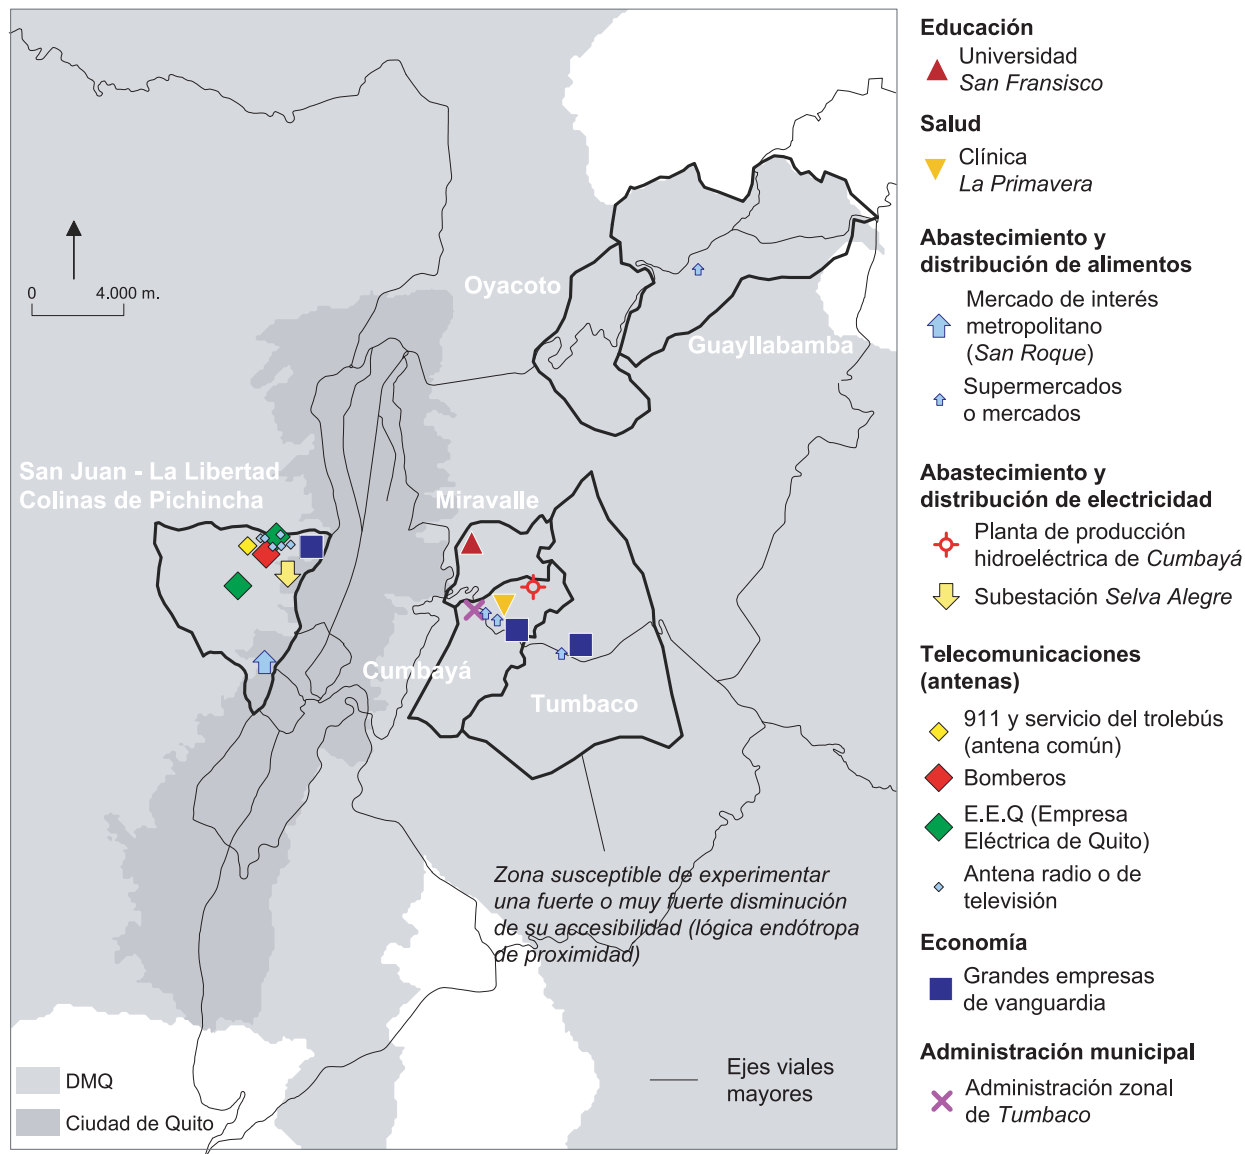 Oyacoto
Guayllabamba
0 4.000 m.
San Juan - La Libertad
Colinas de Pichincha
Miravalle
Cumbayá
Tumbaco
Zona susceptible de experimentar
una fuerte o muy fuerte disminución
de su accesibilidad (lógica endótropa
de proximidad)
Ejes viales
mayores
DMQ
Ciudad de Quito
Educación
Universidad
San Fransisco
Salud
Clínica
La Primavera
Abastecimiento y
distribución de alimentos
Mercado de interés
metropolitano
(San Roque)
Supermercados
o mercados
Abastecimiento y
distribución de electricidad
Planta de producción
hidroeléctrica de Cumbayá
Subestación Selva Alegre
Telecomunicaciones
(antenas)
911 y servicio del trolebús
(antena común)
Bomberos
E.E.Q (Empresa
Eléctrica de Quito)
Antena radio o de
televisión
Economía
Grandes empresas
de vanguardia
Administración municipal
Administración zonal
de Tumbaco